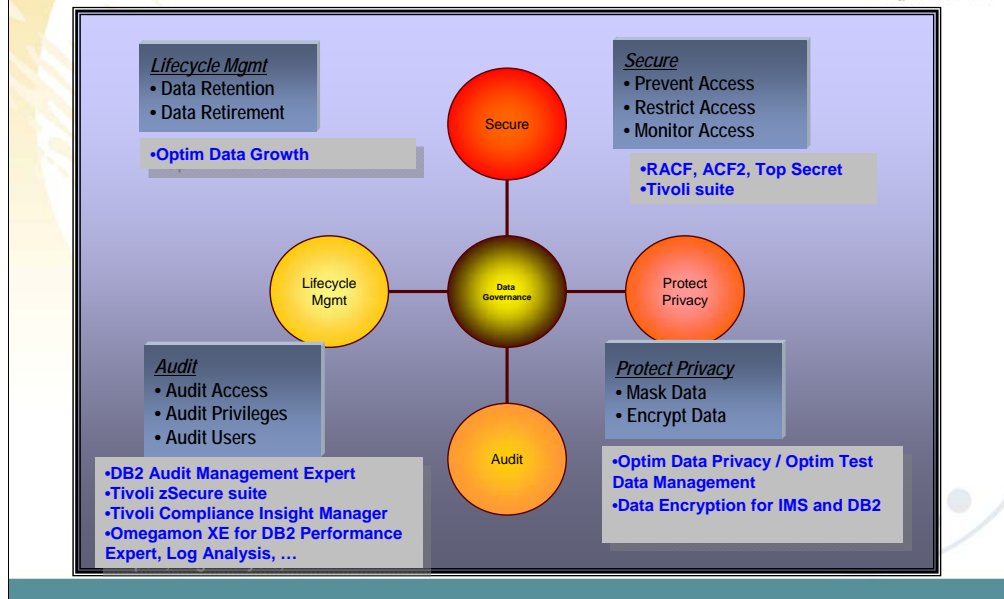 Lifecycle Mgmt
• Data Retention
• Data Retirement
•Optim Data Growth
Secure
Secure
• Prevent Access
• Restrict Access
• Monitor Access
•RACF, ACF2, Top Secret
•Tivoli suite
Lifecycle
Mgmt
Data
Governance
Protect
Privacy
Audit
• Audit Access
• Audit Privileges
• Audit Users
•DB2 Audit Management Expert
•Tivoli zSecure suite
•Tivoli Compliance Insight Manager
•Omegamon XE for DB2 Performance
Expert, Log Analysis, …
Audit
Protect Privacy
• Mask Data
• Encrypt Data
•Optim Data Privacy / Optim Test
Data Management
•Data Encryption for IMS and DB2